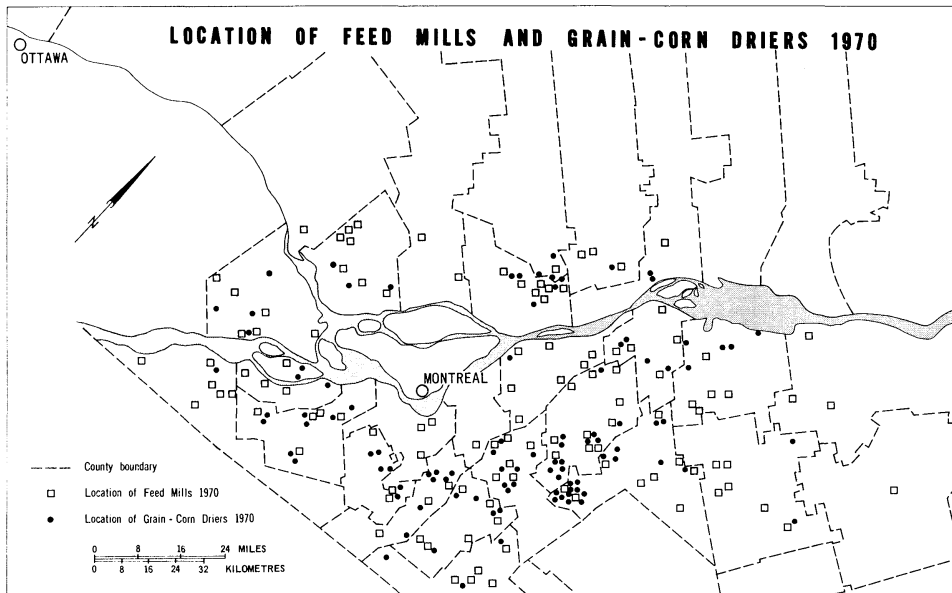 LOCATION OF FEED MILLS AND GRAIN-CORN DRIERS 1970
OTTAWA
N
MONTREAL
County boundary
Location of Feed Mills 1970
Location of Grain-Corn Driers 1970
0 8 16 24 MILES
0 8 16 24 32 KILOMETRES